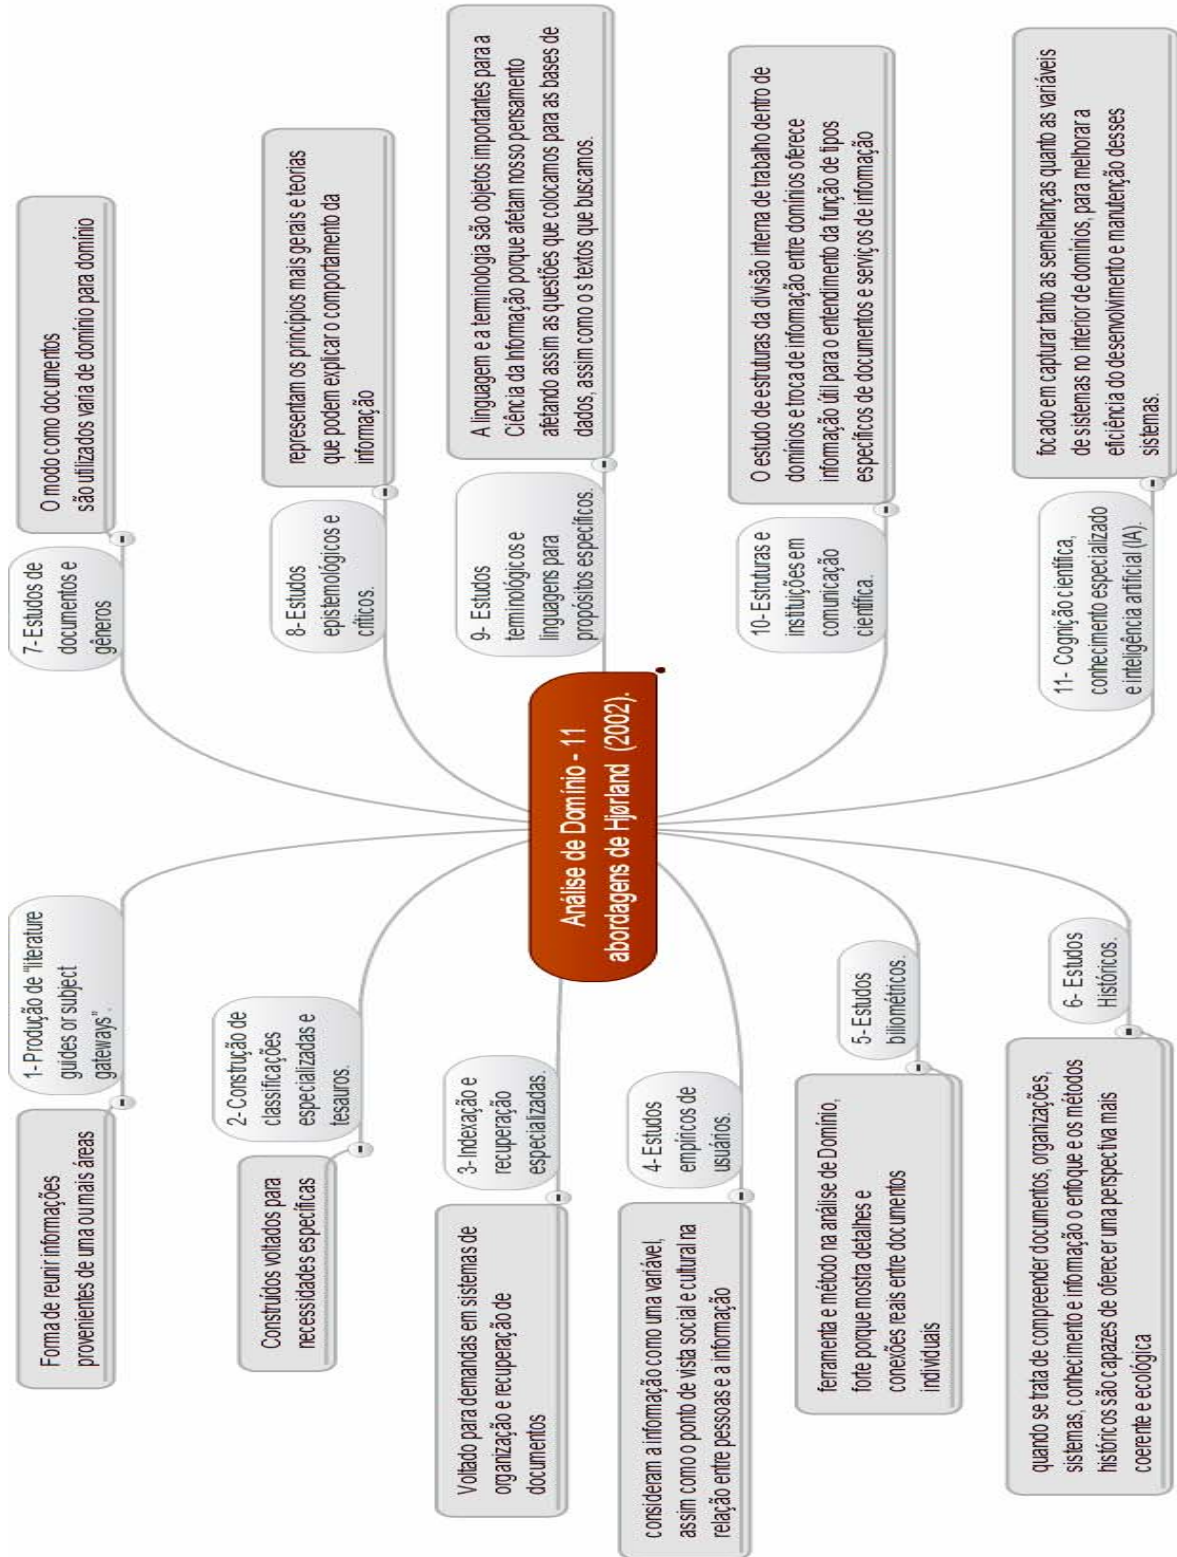 Análise de Domínio - 11
abordagens de Hjørland (2002).
1- Produção de "literature
guides or subject
gateways".
Forma de reunir informações
provenientes de uma ou mais áreas
2- Construção de
classificações
especializadas e
tesauros.
Construídos voltados para
necessidades específicas
3- Indexação e
recuperação
especializadas.
Voltado para demandas em sistemas de
organização e recuperação de
documentos
4- Estudos
empíricos de
usuários.
consideram a informação como uma variável,
assim como o ponto de vista social e cultural na
relação entre pessoas e a informação
5- Estudos
biliométricos.
ferramenta e método na análise de Domínio,
forte porque mostra detalhes e
conexões reais entre documentos
individuais
6- Estudos
Históricos.
quando se trata de compreender documentos, organizações,
sistemas, conhecimento e informação o enfoque e os métodos
históricos são capazes de oferecer uma perspectiva mais
coerente e ecológica
7- Estudos de
documentos e
gêneros
O modo como documentos
são utilizados varia de domínio para domínio
8- Estudos
epistemológicos e
críticos.
representam os princípios mais gerais e teorias
que podem explicar o comportamento da
informação
9- Estudos
terminológicos e
linguagens para
propósitos específicos.
A linguagem e a terminologia são objetos importantes para a
Ciência da Informação porque afetam nosso pensamento
afetando assim as questões que colocamos para as bases de
dados, assim como o s textos que buscamos.
10- Estruturas e
instituições em
comunicação
científica.
O estudo de estruturas da divisão interna de trabalho dentro de
domínios e troca de informação entre domínios oferece
informação útil para o entendimento da função de tipos
específicos de documentos e serviços de informação
11- Cognição científica,
conhecimento especializado
e inteligência artificial (IA).
focado em capturar tanto as semelhanças quanto as variáveis
de sistemas no interior de domínios, para melhorar a
eficiência do desenvolvimento e manutenção desses
sistemas.